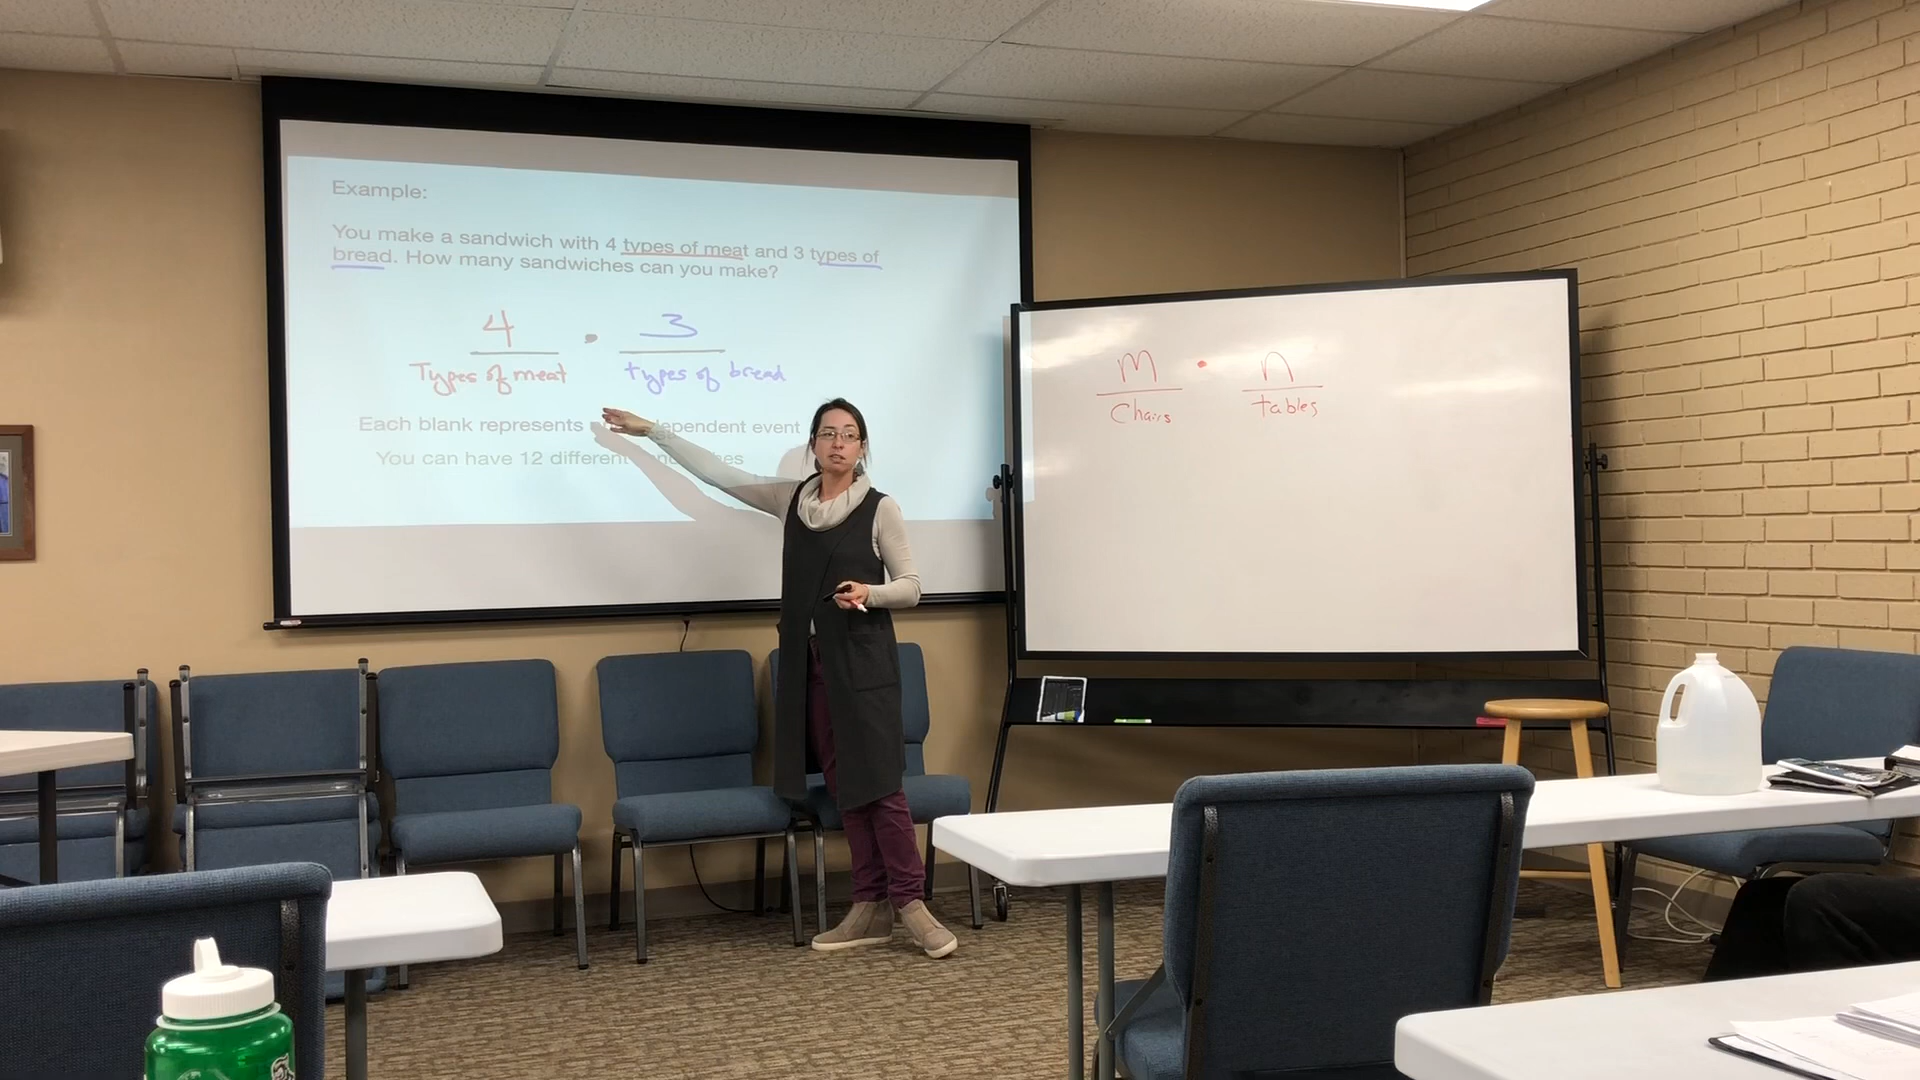 Example:
You make a sandwich with 4 types of meat and 3 types of
bread. How many sandwiches can you make?
4 • 3
Types of meat types of bread
Each blank represents dependent event
You can have 12 different
m • n
chairs tables